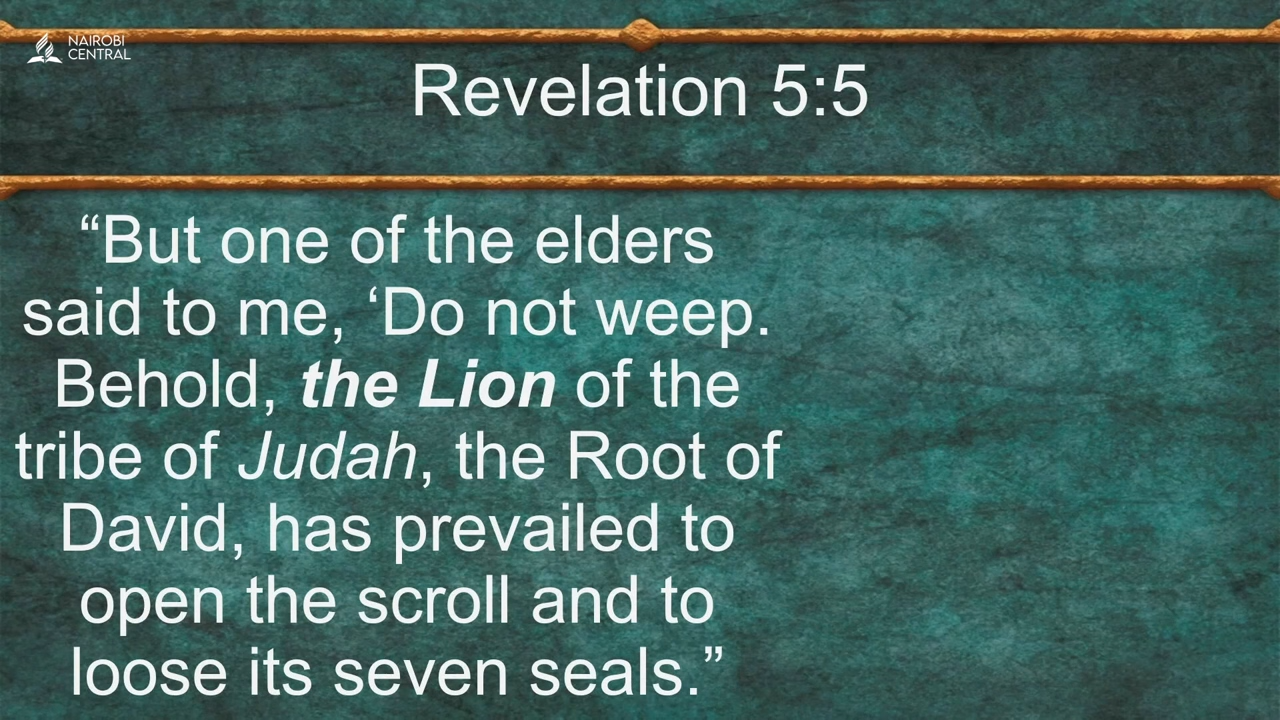 NAIROBI
CENTRAL
Revelation 5:5
“But one of the elders
said to me, ‘Do not weep.
Behold, the Lion of the
tribe of Judah, the Root of
David, has prevailed to
open the scroll and to
loose its seven seals.”